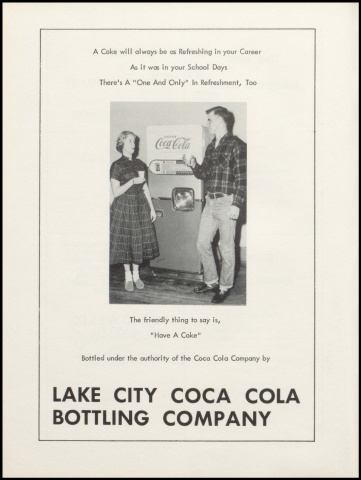 A Coke will always be as Refreshing in your Career
As it was in your School Days
There's A "One And Only" In Refreshment, Too
Coca-Cola
The friendly thing to say is,
"Have A Coke"
Bottled under the authority of the Coca Cola Company by
LAKE CITY COCA COLA
BOTTLING COMPANY